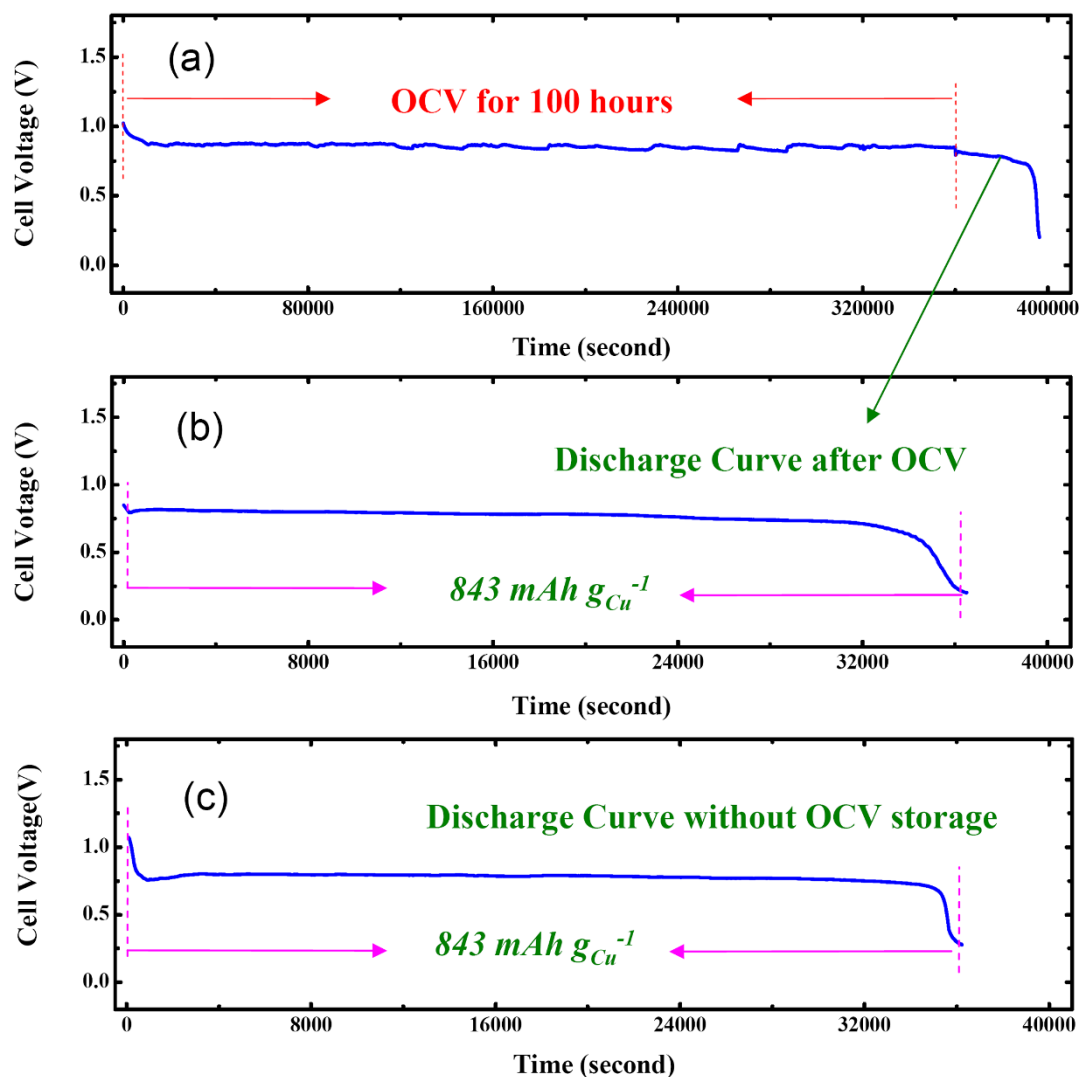 (a)
OCV for 100 hours
Cell Voltage (V)
1.5
1.0
0.5
0.0
0 80000 160000 240000 320000 400000
Time (second)
(b)
Discharge Curve after OCV
Cell Votage (V)
1.5
1.0
0.5
0.0
843 mAh g_Cu^-1
0 8000 16000 24000 32000 40000
Time (second)
(c)
Discharge Curve without OCV storage
Cell Voltage(V)
1.5
1.0
0.5
0.0
843 mAh g_Cu^-1
0 8000 16000 24000 32000 40000
Time (second)